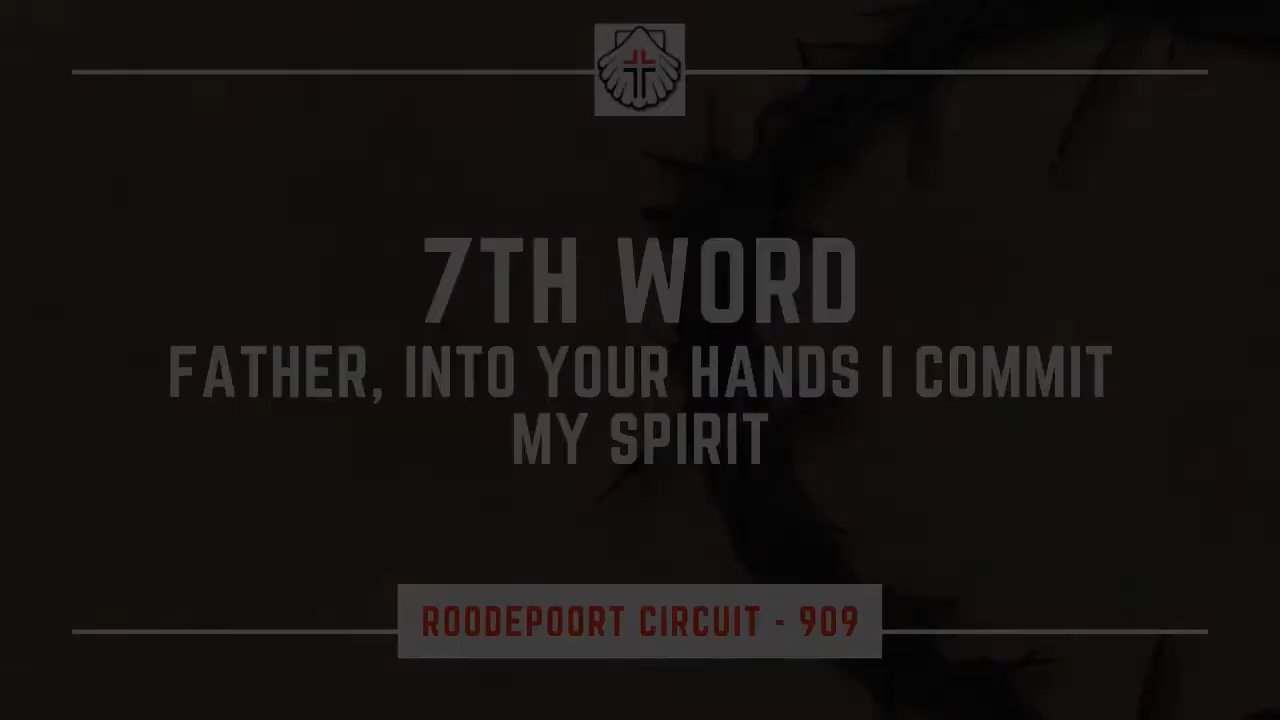 7TH WORD
FATHER, INTO YOUR HANDS I COMMIT
MY SPIRIT
ROODEPOORT CIRCUIT - 909